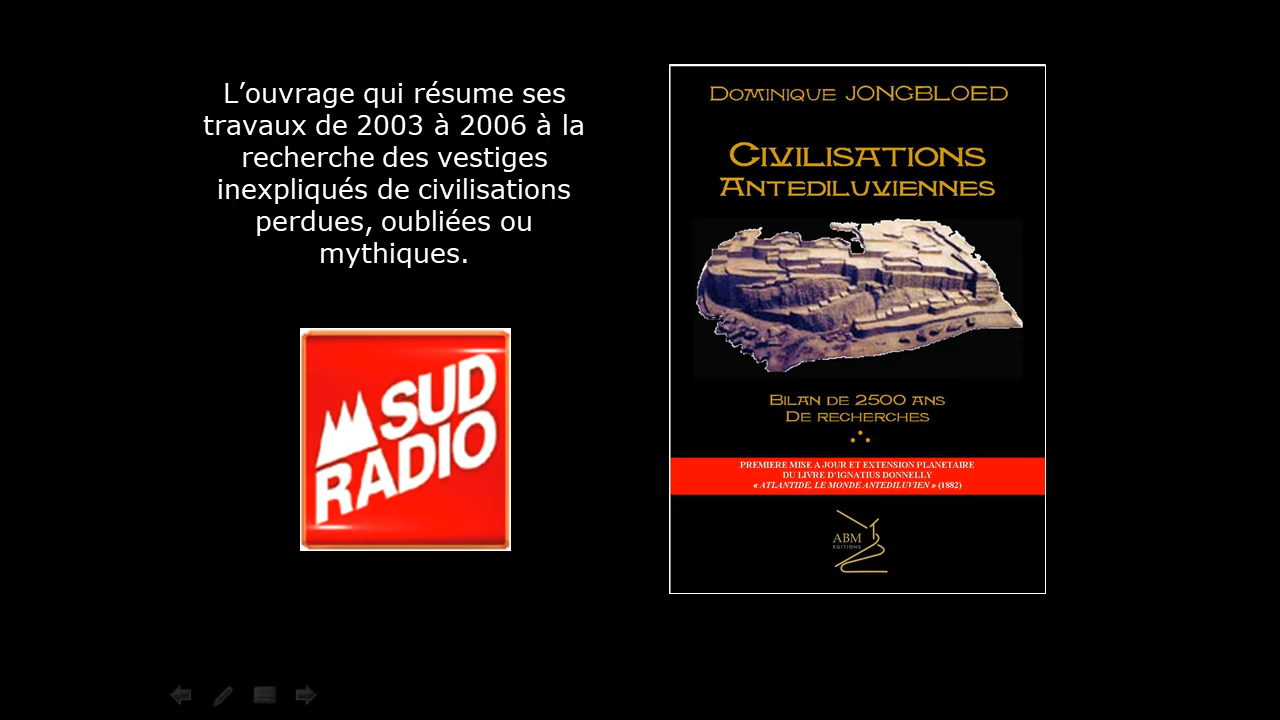 L’ouvrage qui résume ses
travaux de 2003 à 2006 à la
recherche des vestiges
inexpliqués de civilisations
perdues, oubliées ou
mythiques.
SUD
RADIO
DOMINIQUE JONGBLOED
CIVILISATIONS
ANTEDILUVIENNES
BILAN DE 2500 ANS
DE RECHERCHES
PREMIERE MISE A JOUR ET EXTENSION PLANETAIRE
DU LIVRE D’IGNATIUS DONNELLY
« ATLANTIDE, LE MONDE ANTEDILUVIEN » (1882)
ABM
EDITIONS